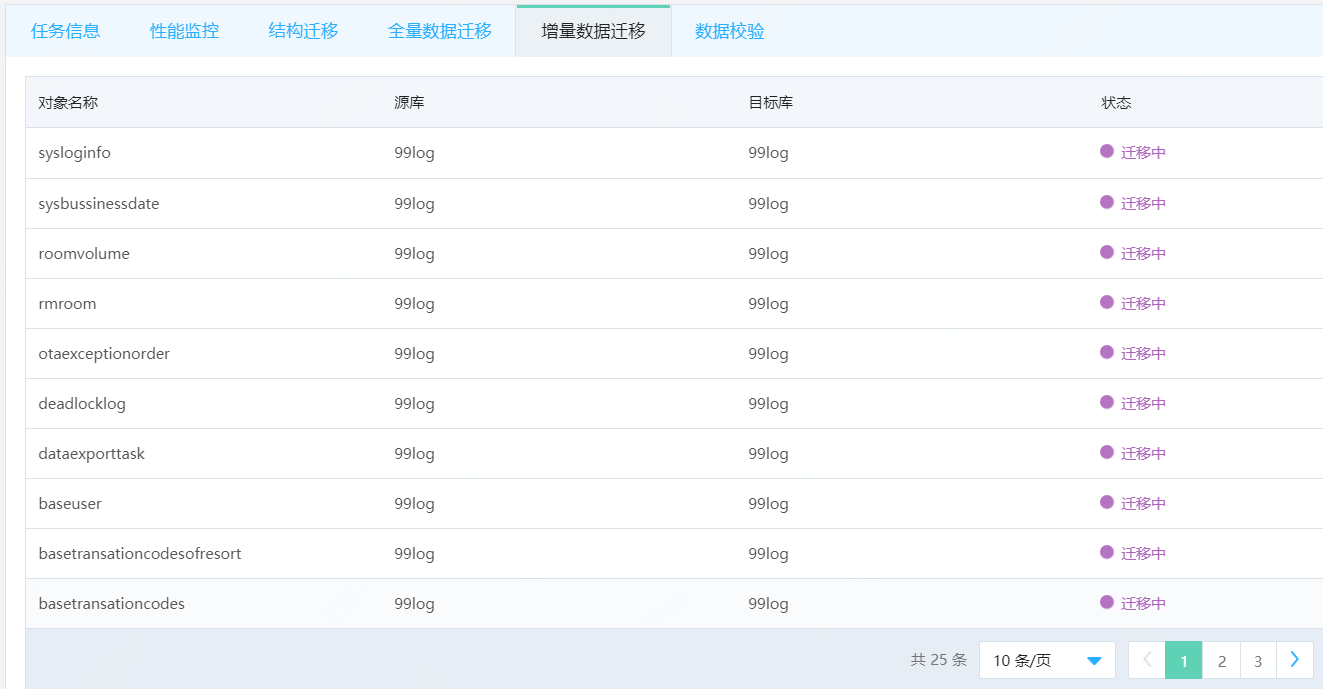 任务信息 性能监控 结构迁移 全量数据迁移 增量数据迁移 数据校验
对象名称 源库 目标库 状态
sysloginfo 99log 99log 迁移中
sysbussinessdate 99log 99log 迁移中
roomvolume 99log 99log 迁移中
rmroom 99log 99log 迁移中
otaexceptionorder 99log 99log 迁移中
deadlocklog 99log 99log 迁移中
dataexporttask 99log 99log 迁移中
baseuser 99log 99log 迁移中
basetransationcodesofresort 99log 99log 迁移中
basetransationcodes 99log 99log 迁移中
共 25 条 10 条/页 1 2 3